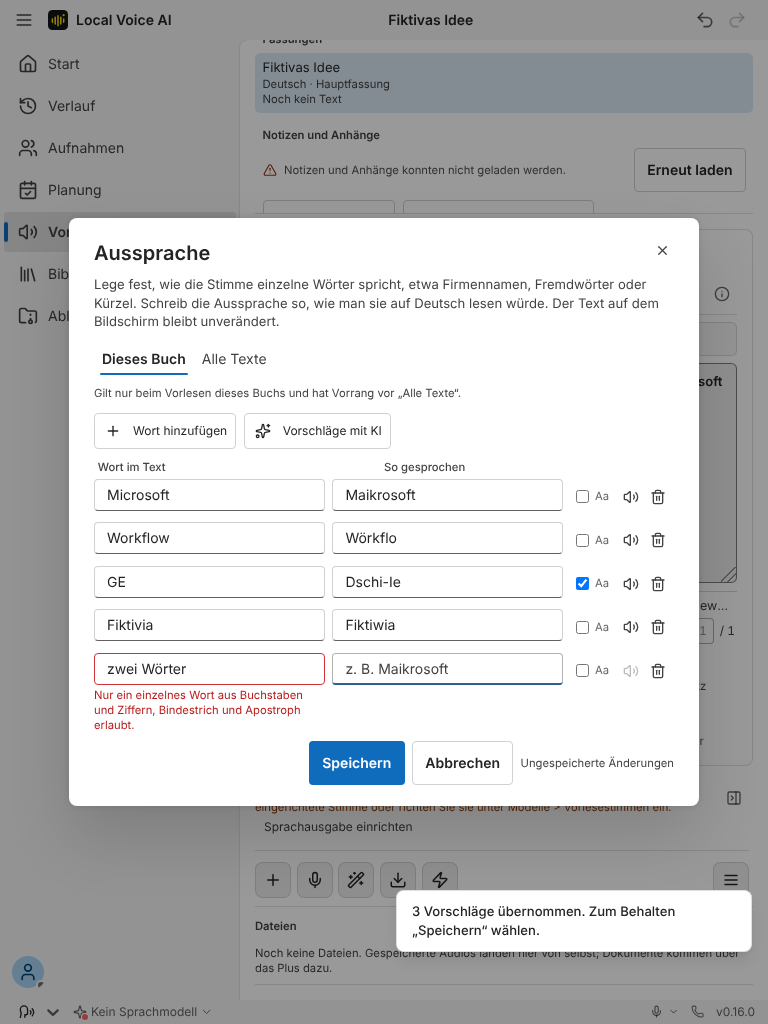 Local Voice AI
Fiktivas Idee
Start
Verlauf
Aufnahmen
Planung
Fiktivas Idee
Deutsch · Hauptfassung
Noch kein Text
Notizen und Anhänge
Notizen und Anhänge konnten nicht geladen werden.
Erneut laden
Aussprache
Lege fest, wie die Stimme einzelne Wörter spricht, etwa Firmennamen, Fremdwörter oder
Kürzel. Schreib die Aussprache so, wie man sie auf Deutsch lesen würde. Der Text auf dem
Bildschirm bleibt unverändert.
Dieses Buch
Alle Texte
Gilt nur beim Vorlesen dieses Buchs und hat Vorrang vor „Alle Texte“.
Wort hinzufügen
Vorschläge mit KI
Wort im Text
So gesprochen
Microsoft
Maikrosoft
Aa
Workflow
Wörkflo
Aa
GE
Dschi-Ie
Aa
Fiktivia
Fiktiwia
Aa
zwei Wörter
z. B. Maikrosoft
Aa
Nur ein einzelnes Wort aus Buchstaben
und Ziffern, Bindestrich und Apostroph
erlaubt.
Speichern
Abbrechen
Ungespeicherte Änderungen
1 / 1
Sprachausgabe einrichten
3 Vorschläge übernommen. Zum Behalten
„Speichern“ wählen.
Dateien
Noch keine Dateien. Gespeicherte Audios landen hier von selbst; Dokumente kommen über
das Plus dazu.
Kein Sprachmodell
v0.16.0